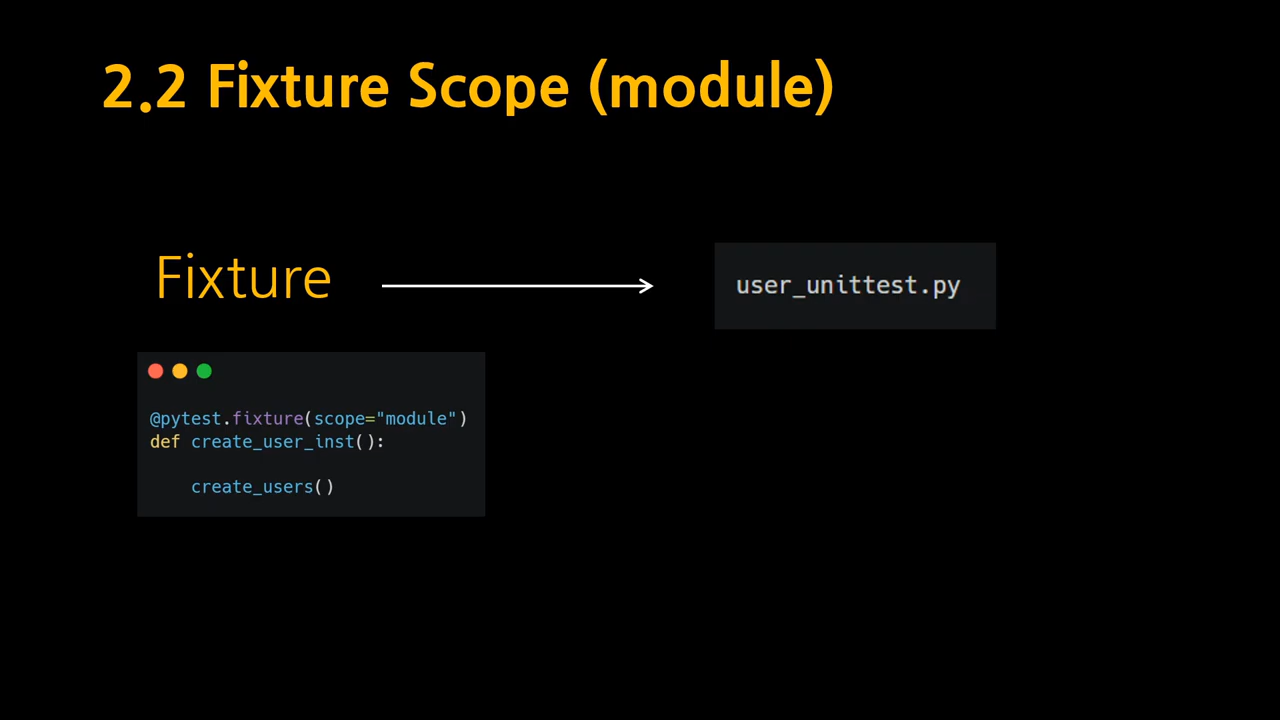 2.2 Fixture Scope (module)
Fixture
user_unittest.py
@pytest.fixture(scope="module")
def create_user_inst():
    create_users()